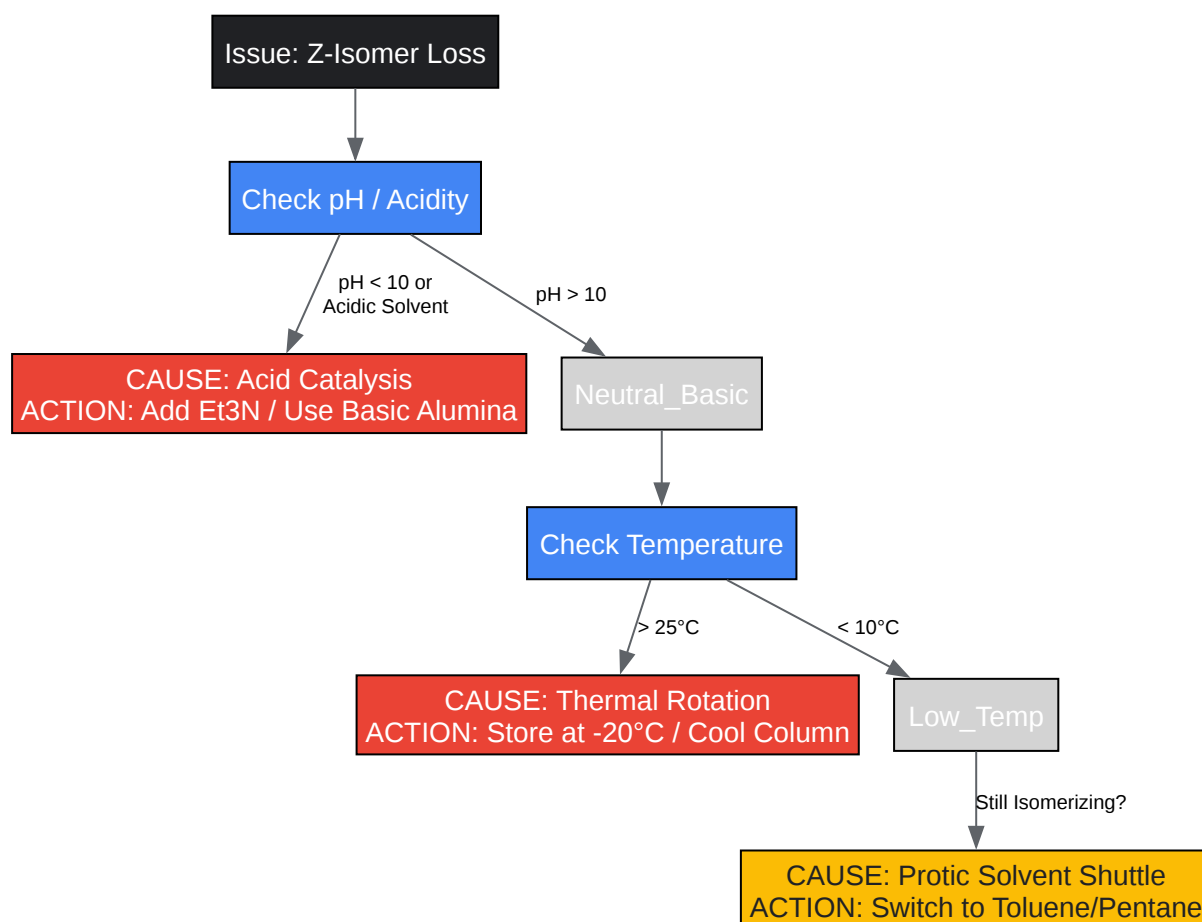 Issue: Z-Isomer Loss
Check pH / Acidity
pH < 10 or
Acidic Solvent
pH > 10
CAUSE: Acid Catalysis
ACTION: Add Et3N / Use Basic Alumina
Neutral_Basic
Check Temperature
> 25°C
< 10°C
CAUSE: Thermal Rotation
ACTION: Store at -20°C / Cool Column
Low_Temp
Still Isomerizing?
CAUSE: Protic Solvent Shuttle
ACTION: Switch to Toluene/Pentane